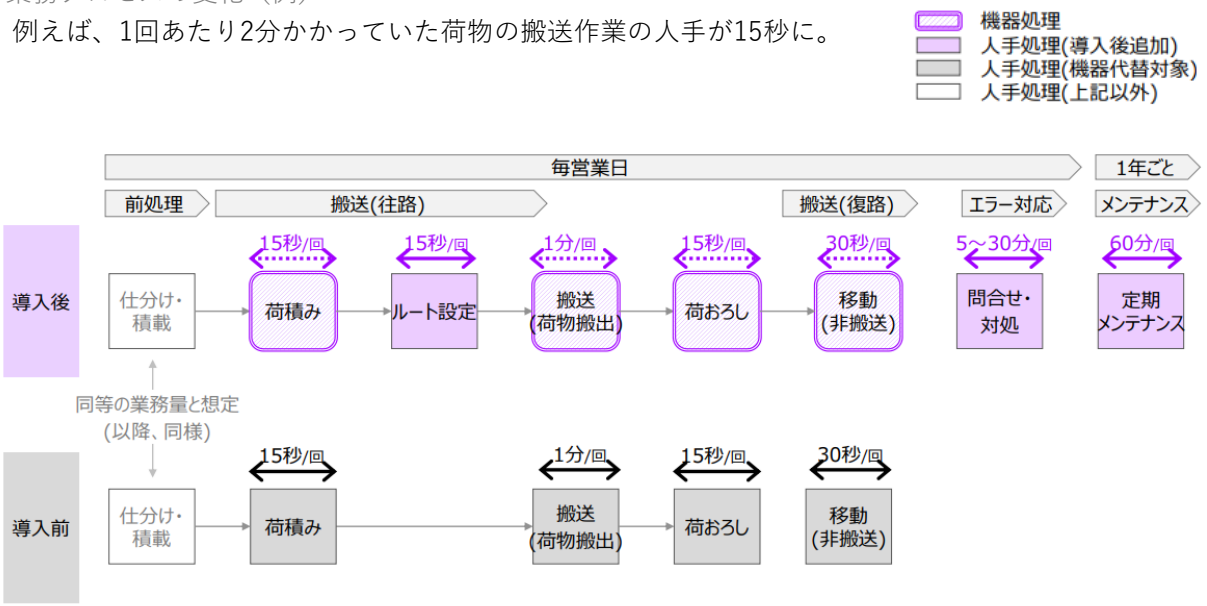 例えば、1回あたり2分かかっていた荷物の搬送作業の人手が15秒に。
機器処理
人手処理(導入後追加)
人手処理(機器代替対象)
人手処理(上記以外)
毎営業日
1年ごと
前処理
搬送(往路)
搬送(復路)
エラー対応
メンテナンス
15秒/回
15秒/回
1分/回
15秒/回
30秒/回
5～30分/回
60分/回
導入後
仕分け・
積載
荷積み
ルート設定
搬送
(荷物搬出)
荷おろし
移動
(非搬送)
問合せ・
対処
定期
メンテナンス
同等の業務量と想定
(以降、同様)
15秒/回
1分/回
15秒/回
30秒/回
導入前
仕分け・
積載
荷積み
搬送
(荷物搬出)
荷おろし
移動
(非搬送)